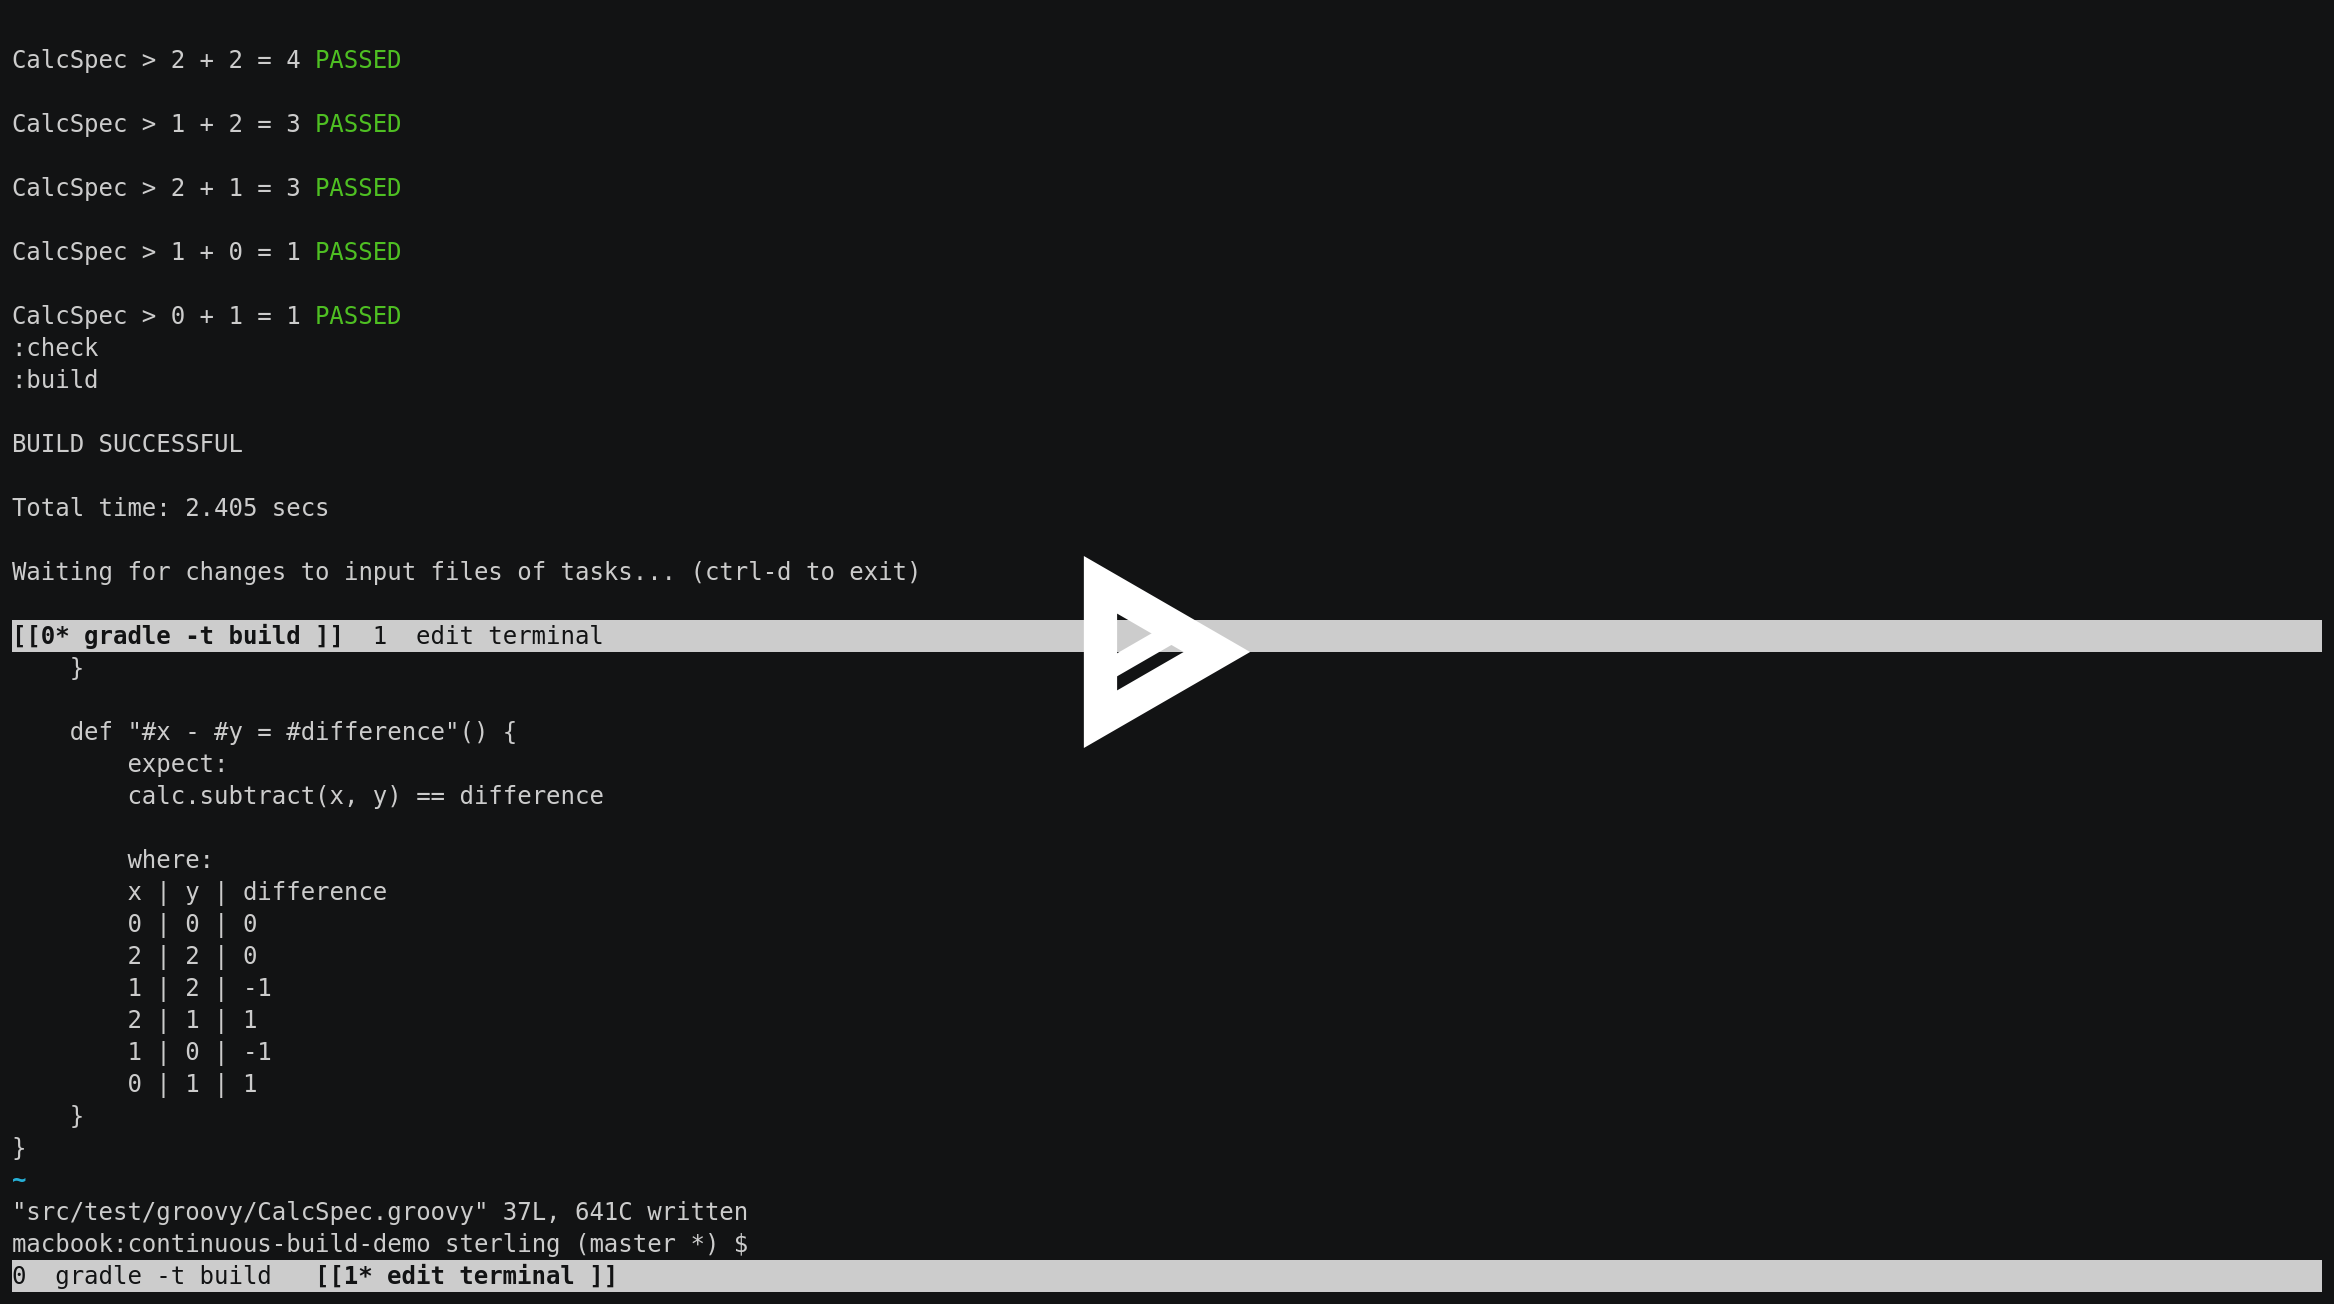 CalcSpec > 2 + 2 = 4 PASSED
CalcSpec > 1 + 2 = 3 PASSED
CalcSpec > 2 + 1 = 3 PASSED
CalcSpec > 1 + 0 = 1 PASSED
CalcSpec > 0 + 1 = 1 PASSED
:check
:build
BUILD SUCCESSFUL
Total time: 2.405 secs
Waiting for changes to input files of tasks... (ctrl-d to exit)
[[0* gradle -t build ]]  1  edit terminal
    }
    def "#x - #y = #difference"() {
        expect:
        calc.subtract(x, y) == difference
        where:
        x | y | difference
        0 | 0 | 0
        2 | 2 | 0
        1 | 2 | -1
        2 | 1 | 1
        1 | 0 | -1
        0 | 1 | 1
    }
}
~
"src/test/groovy/CalcSpec.groovy" 37L, 641C written
macbook:continuous-build-demo sterling (master *) $
0  gradle -t build   [[1* edit terminal ]]